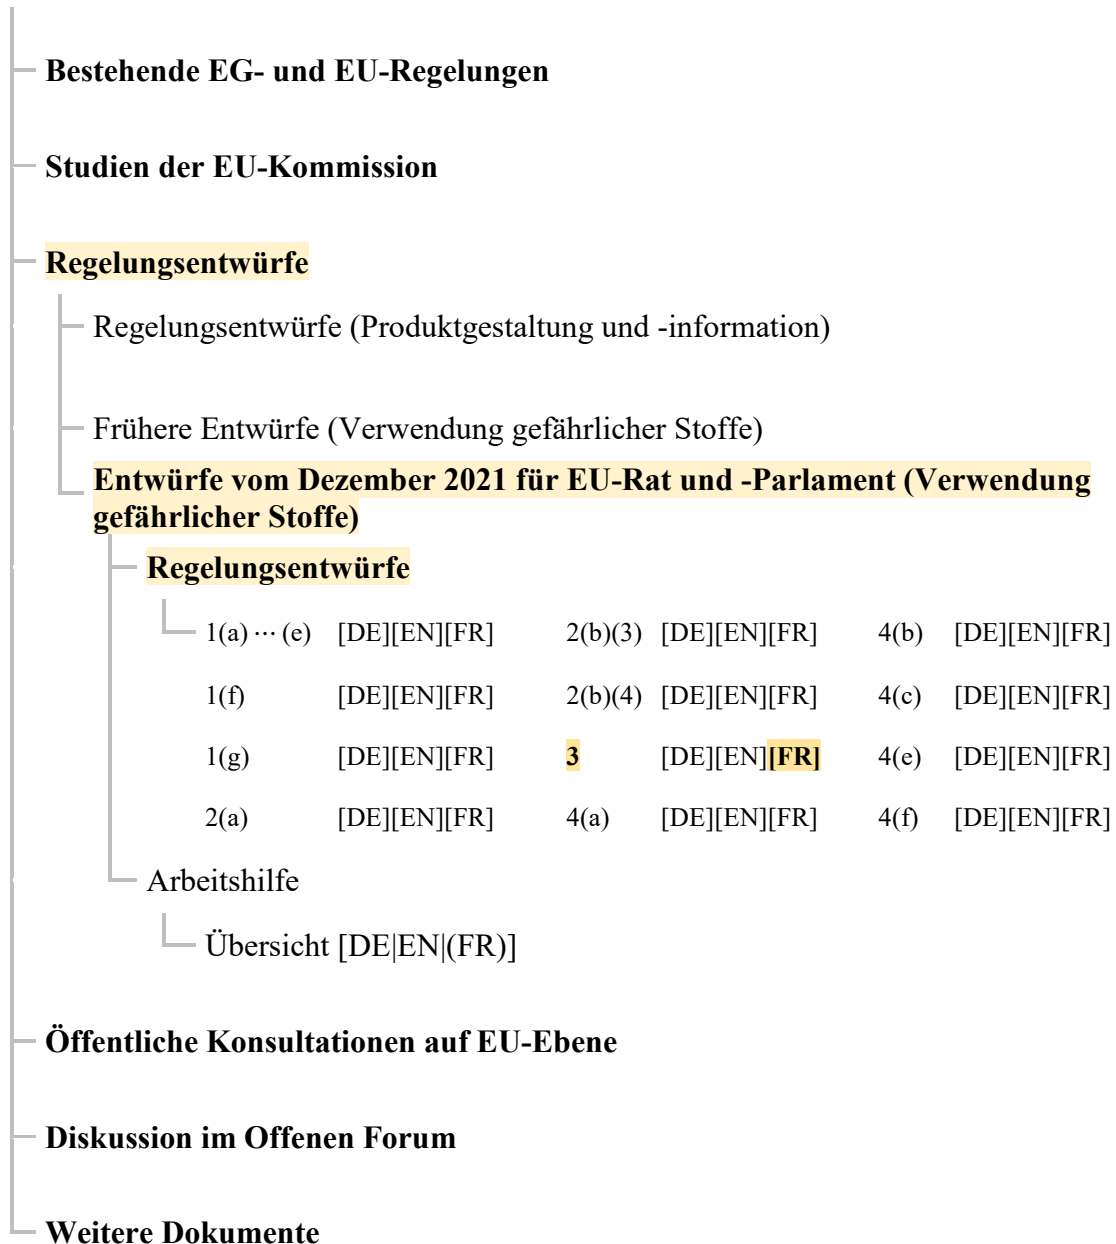 Bestehende EG- und EU-Regelungen
Studien der EU-Kommission
Regelungsentwürfe
Regelungsentwürfe (Produktgestaltung und -information)
Frühere Entwürfe (Verwendung gefährlicher Stoffe)
Entwürfe vom Dezember 2021 für EU-Rat und -Parlament (Verwendung
gefährlicher Stoffe)
Regelungsentwürfe
1(a) ··· (e) [DE][EN][FR] 2(b)(3) [DE][EN][FR] 4(b) [DE][EN][FR]
1(f) [DE][EN][FR] 2(b)(4) [DE][EN][FR] 4(c) [DE][EN][FR]
1(g) [DE][EN][FR] 3 [DE][EN][FR] 4(e) [DE][EN][FR]
2(a) [DE][EN][FR] 4(a) [DE][EN][FR] 4(f) [DE][EN][FR]
Arbeitshilfe
Übersicht [DE|EN|(FR)]
Öffentliche Konsultationen auf EU-Ebene
Diskussion im Offenen Forum
Weitere Dokumente